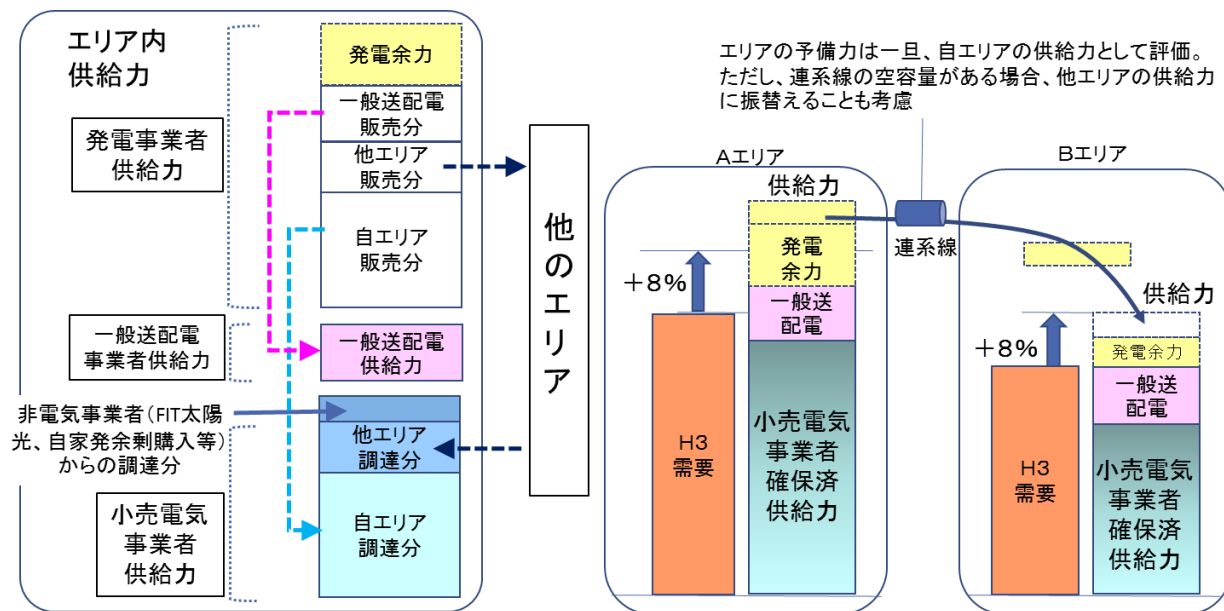 エリア内
供給力
発電事業者
供給力
一般送配電
事業者供給力
非電気事業者(FIT太陽
光、自家発余剰購入等)
からの調達分
小売電気
事業者
供給力
発電余力
一般送配電
販売分
他エリア
販売分
自エリア
販売分
一般送配電
供給力
他エリア
調達分
自エリア
調達分
他のエリア
エリアの予備力は一旦、自エリアの供給力として評価。
ただし、連系線の空容量がある場合、他エリアの供給力
に振替えることも考慮
Aエリア
供給力
発電
余力
+8%
一般送
配電
H3
需要
小売電気
事業者
確保済
供給力
連系線
Bエリア
供給力
+8%
発電余力
一般送
配電
H3
需要
小売電気
事業者
確保済
供給力